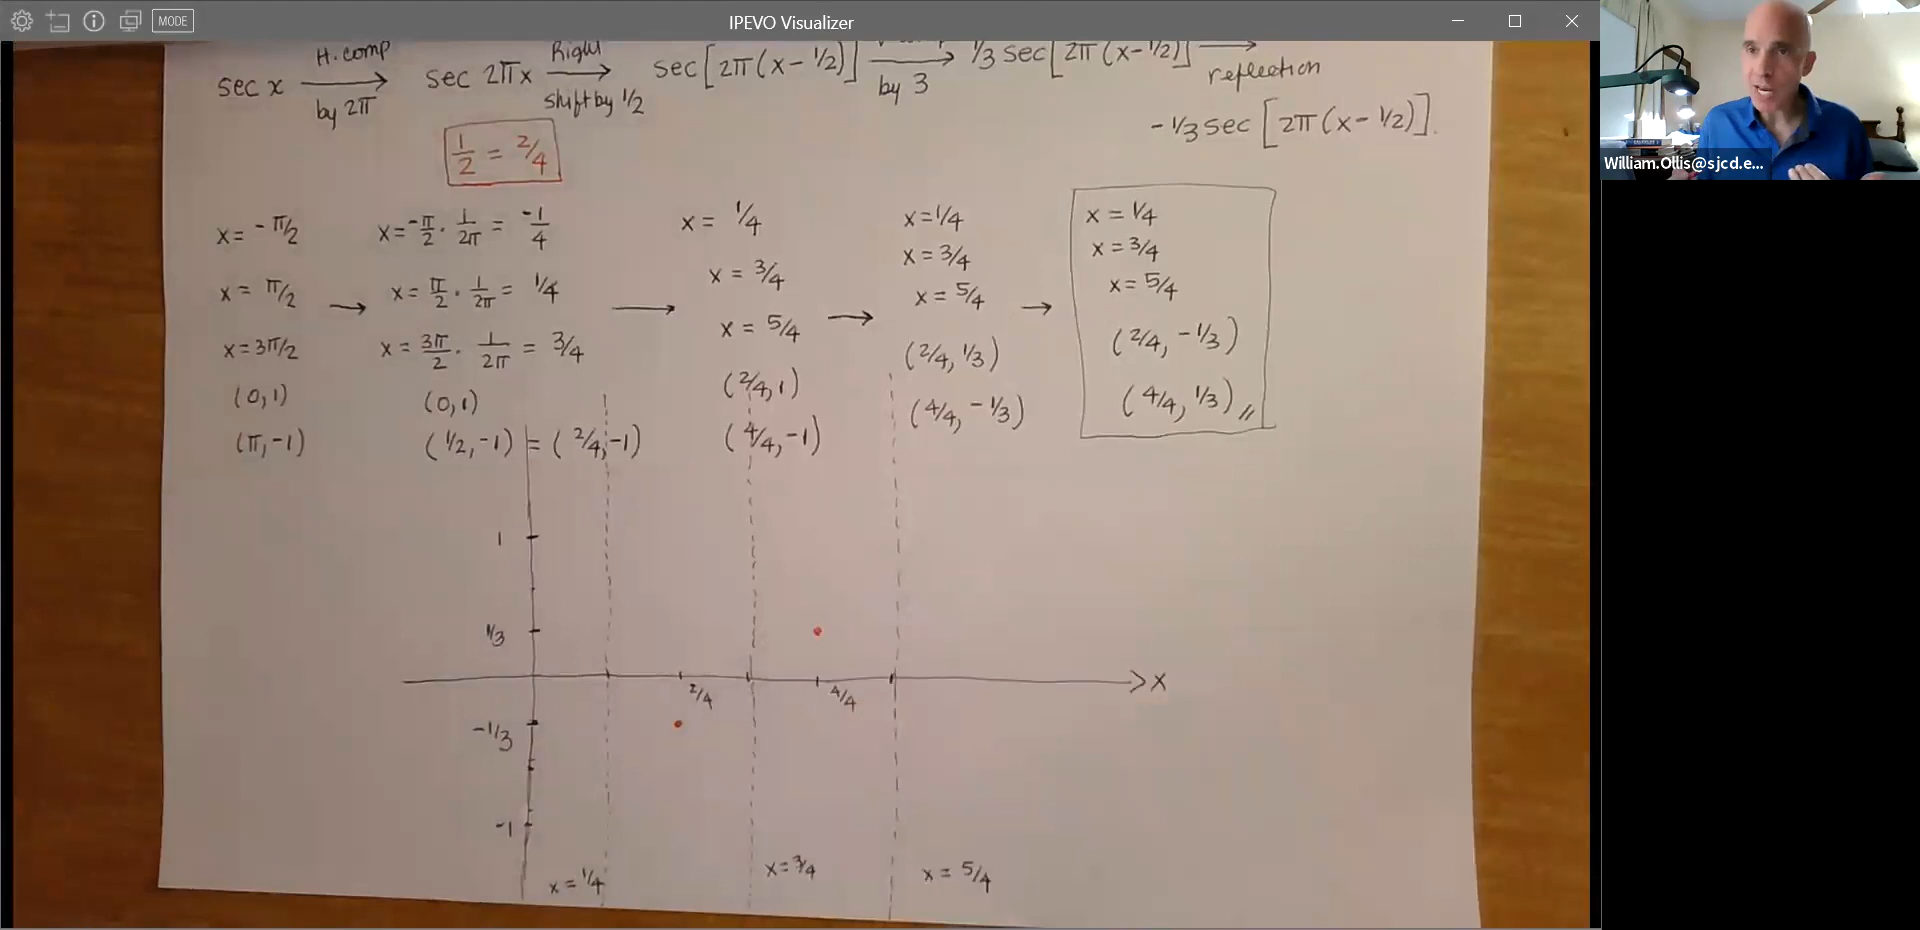 MODE
IPEVO Visualizer
William.Ollis@sjcd.e...
sec x H. comp by 2π sec 2πx Right shift by 1/2 sec[2π(x-1/2)] by 3 1/3 sec[2π(x-1/2)] reflection
-1/3 sec[2π(x-1/2)].
1/2 = 2/4
x = -π/2
x = π/2
x = 3π/2
(0,1)
(π,-1)
x = -π/2 · 1/2π = -1/4
x = π/2 · 1/2π = 1/4
x = 3π/2 · 1/2π = 3/4
(0,1)
(1/2,-1) = (2/4,-1)
x = 1/4
x = 3/4
x = 5/4
(2/4,1)
(4/4,-1)
x = 1/4
x = 3/4
x = 5/4
(2/4, 1/3)
(4/4, -1/3)
x = 1/4
x = 3/4
x = 5/4
(2/4, -1/3)
(4/4, 1/3)
1
1/3
2/4 4/4 x
-1/3
-1
x = 1/4 x = 3/4 x = 5/4